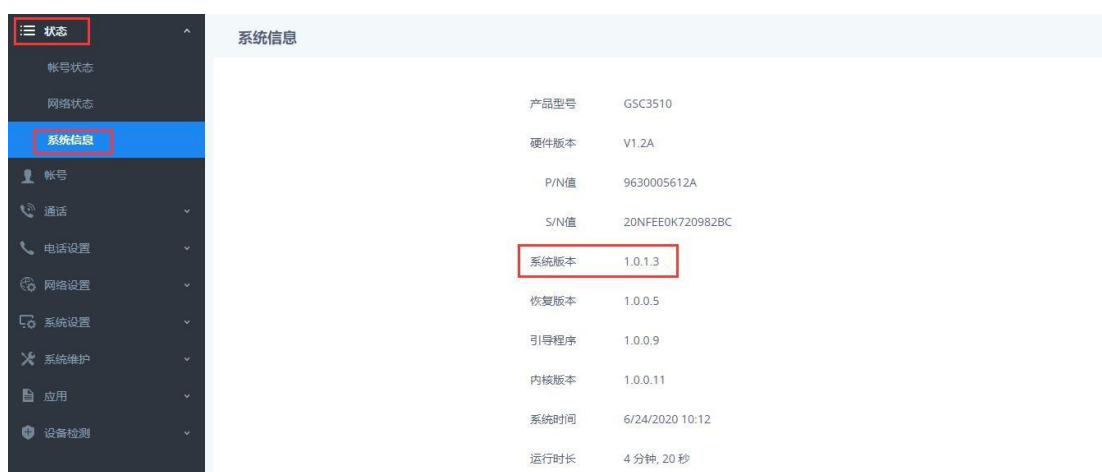 状态
帐号状态
网络状态
系统信息
帐号
通话
电话设置
网络设置
系统设置
系统维护
应用
设备检测
系统信息
产品型号 GSC3510
硬件版本 V1.2A
P/N值 9630005612A
S/N值 20NFEE0K720982BC
系统版本 1.0.1.3
恢复版本 1.0.0.5
引导程序 1.0.0.9
内核版本 1.0.0.11
系统时间 6/24/2020 10:12
运行时长 4 分钟, 20 秒